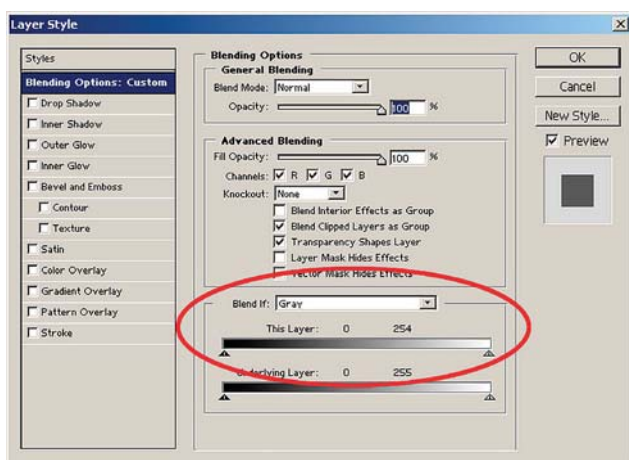 Layer Style
Styles
Blending Options: Custom
Drop Shadow
Inner Shadow
Outer Glow
Inner Glow
Bevel and Emboss
Contour
Texture
Satin
Color Overlay
Gradient Overlay
Pattern Overlay
Stroke
Blending Options
General Blending
Blend Mode: Normal
Opacity: 100 %
Advanced Blending
Fill Opacity: 100 %
Channels: R G B
Knockout: None
Blend Interior Effects as Group
Blend Clipped Layers as Group
Transparency Shapes Layer
Layer Mask Hides Effects
Vector Mask Hides Effects
Blend If: Gray
This Layer: 0 254
Underlying Layer: 0 255
OK
Cancel
New Style...
Preview